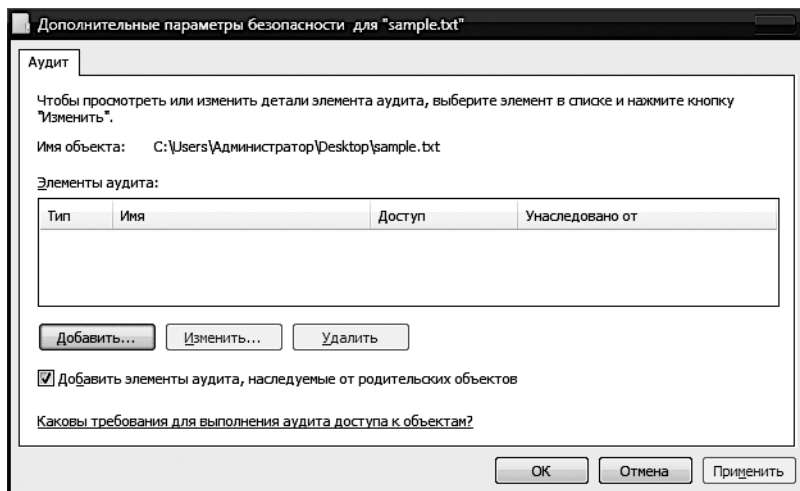 Дополнительные параметры безопасности для "sample.txt"
Аудит
Чтобы просмотреть или изменить детали элемента аудита, выберите элемент в списке и нажмите кнопку
"Изменить".
Имя объекта: C:\Users\Администратор\Desktop\sample.txt
Элементы аудита:
Тип Имя Доступ Унаследовано от
Добавить... Изменить... Удалить
Добавить элементы аудита, наследуемые от родительских объектов
Каковы требования для выполнения аудита доступа к объектам?
ОК Отмена Применить